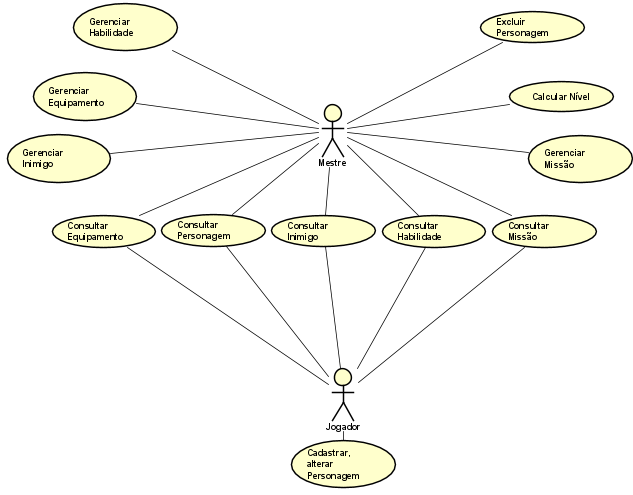 Gerenciar
Habilidade
Excluir
Personagem
Gerenciar
Equipamento
Calcular Nível
Gerenciar
Inimigo
Gerenciar
Missão
Mestre
Consultar
Equipamento
Consultar
Personagem
Consultar
Inimigo
Consultar
Habilidade
Consultar
Missão
Jogador
Cadastrar,
alterar
Personagem